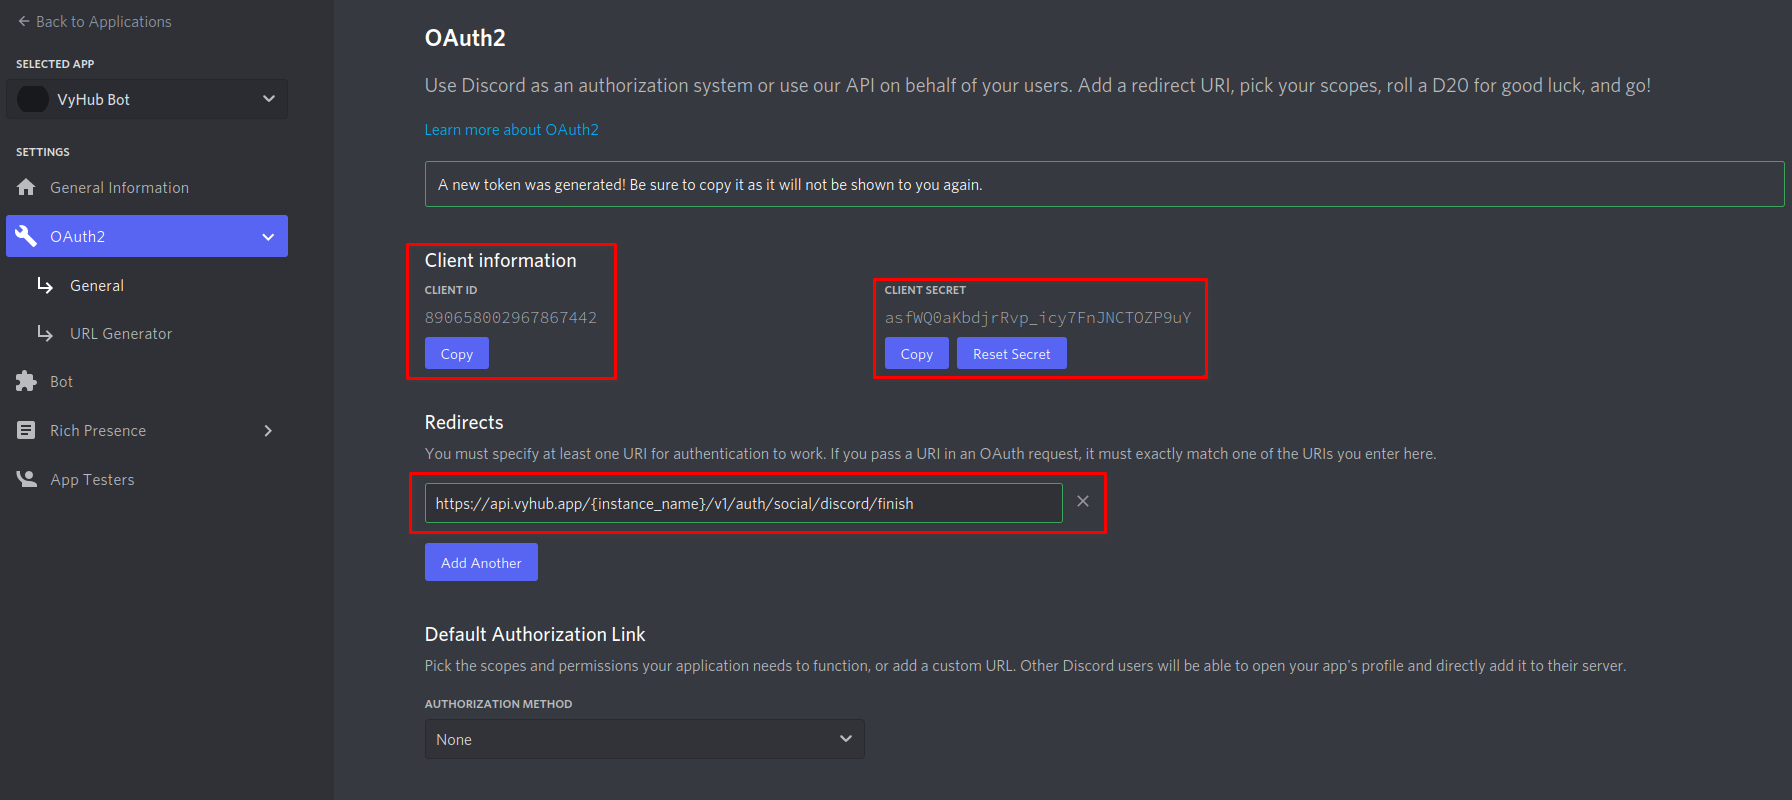 Back to Applications
SELECTED APP
VyHub Bot
SETTINGS
General Information
OAuth2
General
URL Generator
Bot
Rich Presence
App Testers
OAuth2
Use Discord as an authorization system or use our API on behalf of your users. Add a redirect URI, pick your scopes, roll a D20 for good luck, and go!
Learn more about OAuth2
A new token was generated! Be sure to copy it as it will not be shown to you again.
Client information
CLIENT ID
890658002967867442
Copy
CLIENT SECRET
asfWQ0aKbdjrRvp_icy7FnJNCTOZP9uY
Copy Reset Secret
Redirects
You must specify at least one URI for authentication to work. If you pass a URI in an OAuth request, it must exactly match one of the URIs you enter here.
https://api.vyhub.app/{instance_name}/v1/auth/social/discord/finish
Add Another
Default Authorization Link
Pick the scopes and permissions your application needs to function, or add a custom URL. Other Discord users will be able to open your app's profile and directly add it to their server.
AUTHORIZATION METHOD
None